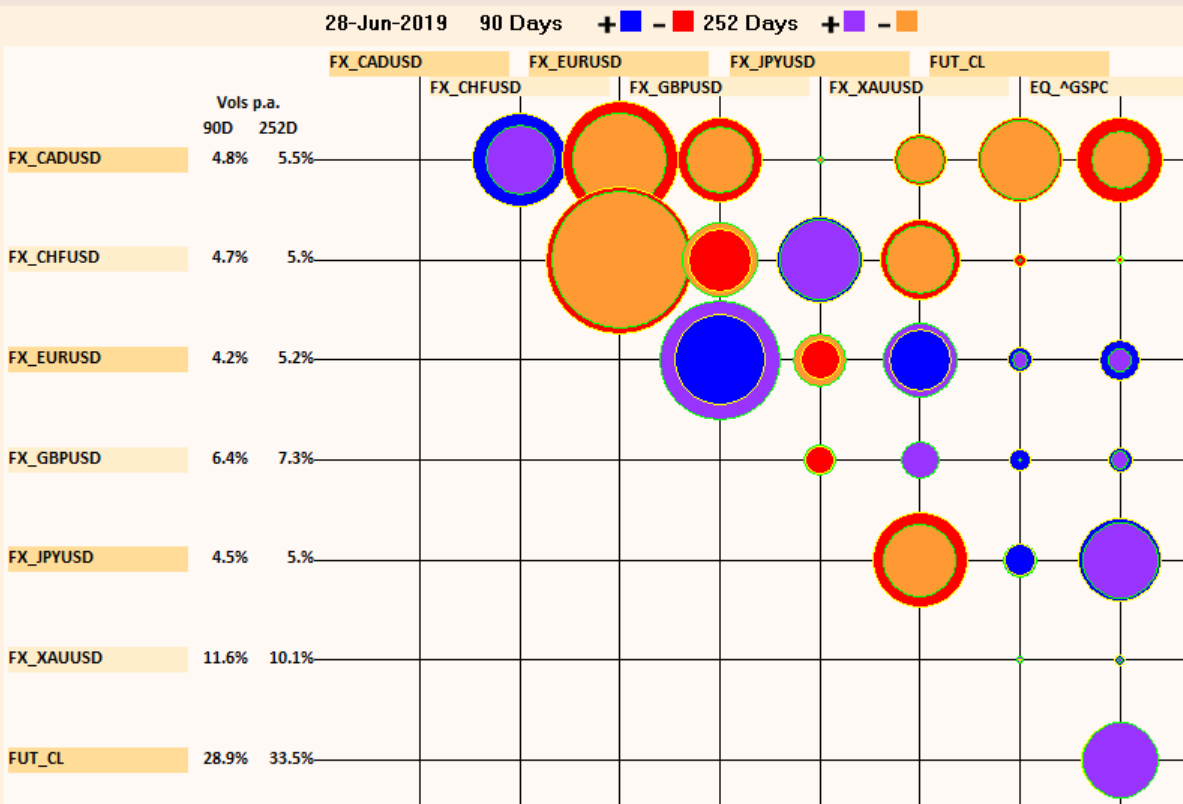 28-Jun-2019 90 Days + - 252 Days + -
FX_CADUSD FX_EURUSD FX_JPYUSD FUT_CL
FX_CHFUSD FX_GBPUSD FX_XAUUSD EQ_^GSPC
Vols p.a.
90D 252D
FX_CADUSD 4.8% 5.5%
FX_CHFUSD 4.7% 5.%
FX_EURUSD 4.2% 5.2%
FX_GBPUSD 6.4% 7.3%
FX_JPYUSD 4.5% 5.%
FX_XAUUSD 11.6% 10.1%
FUT_CL 28.9% 33.5%